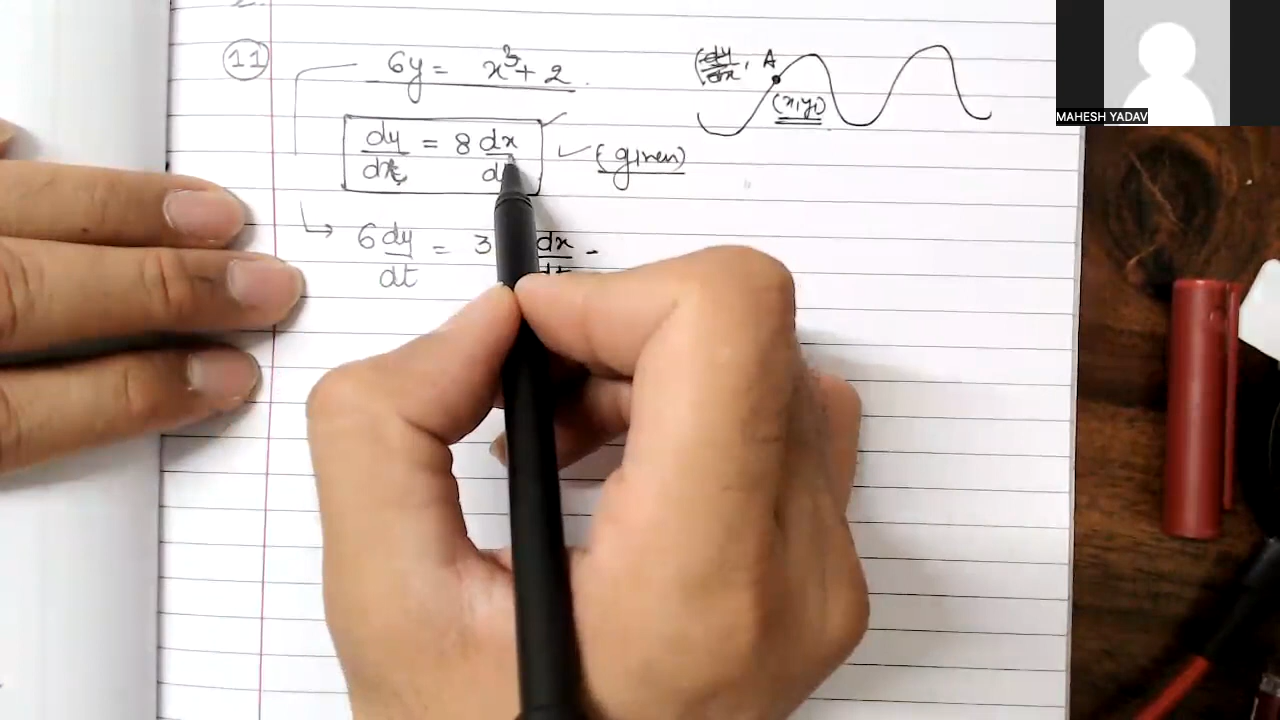 11
6y = x³ + 2
dy/dt = 8 dx/d
(given)
6 dy/dt = 3 dx/dt
dy/dx, A
(x,y)
MAHESH YADAV